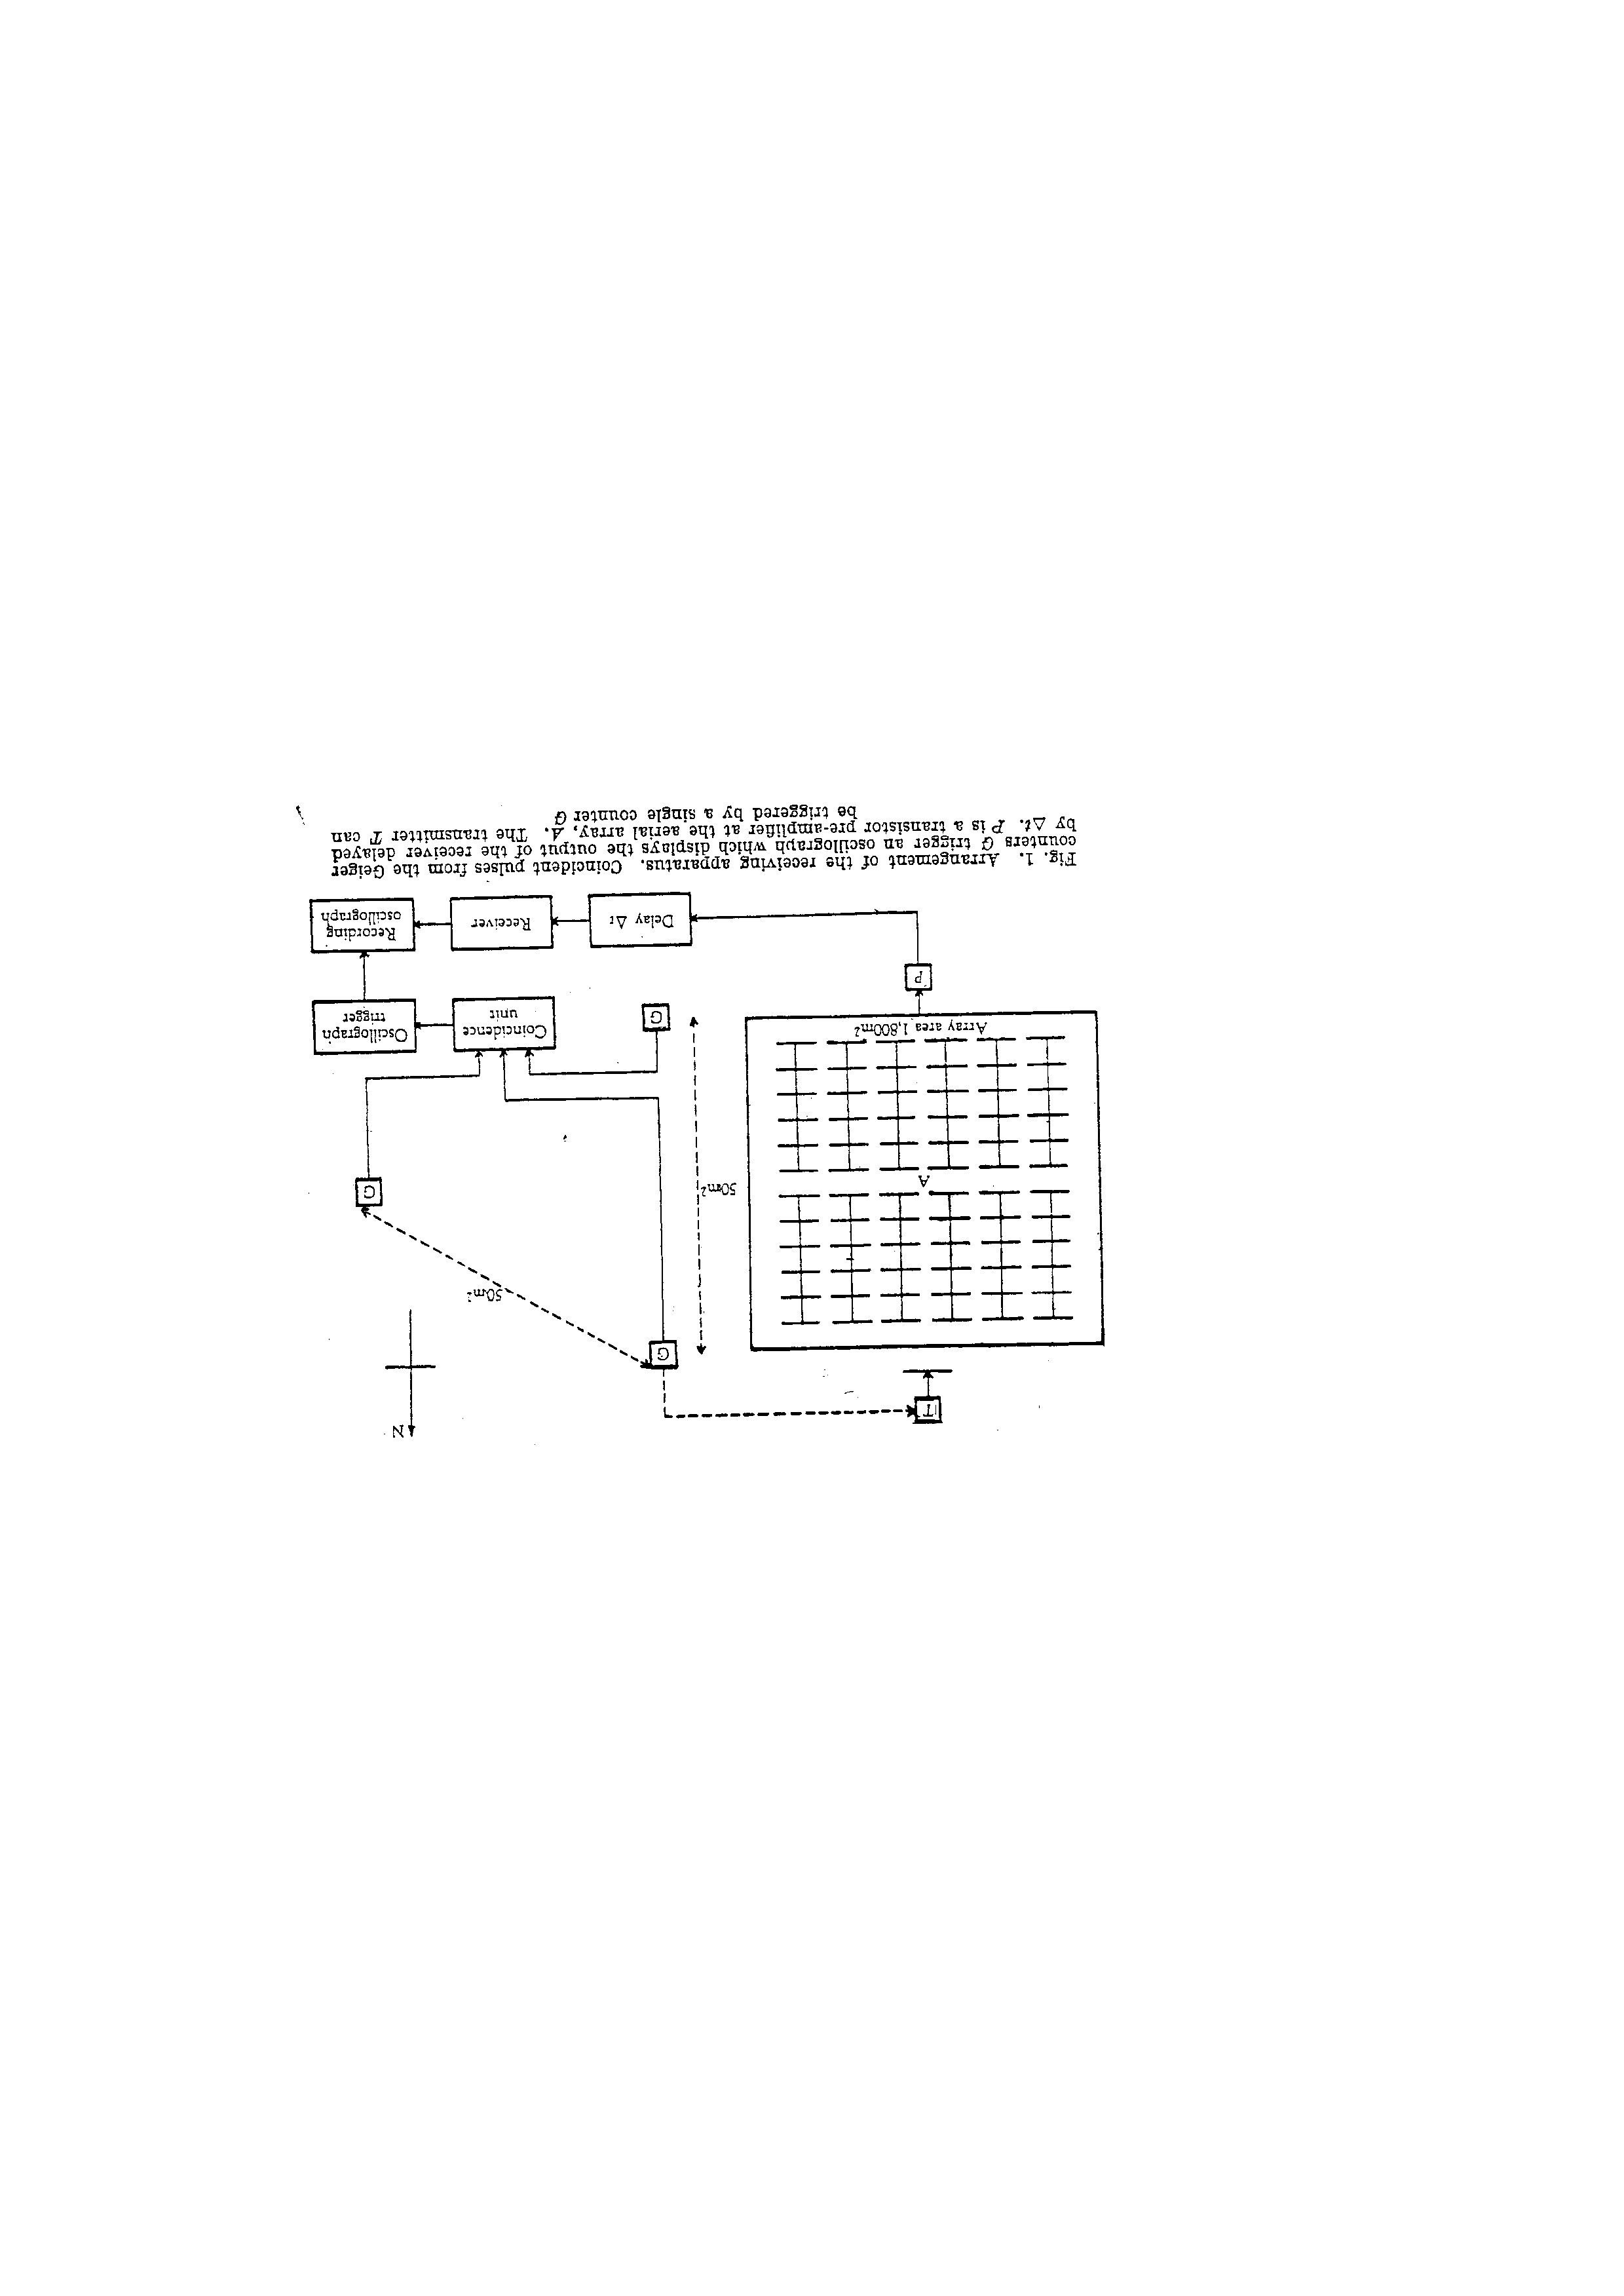 N
T
G
50m²
G
50m²
A
Array area 1,800m²
G
Coincidence
unit
Oscillograph
trigger
P
Delay Δt
Receiver
Recording
oscillograph
Fig. 1. Arrangement of the receiving apparatus. Coincident pulses from the Geiger
counters G trigger an oscillograph which displays the output of the receiver delayed
by Δt. P is a transistor pre-amplifier at the aerial array, A. The transmitter T can
be triggered by a single counter G